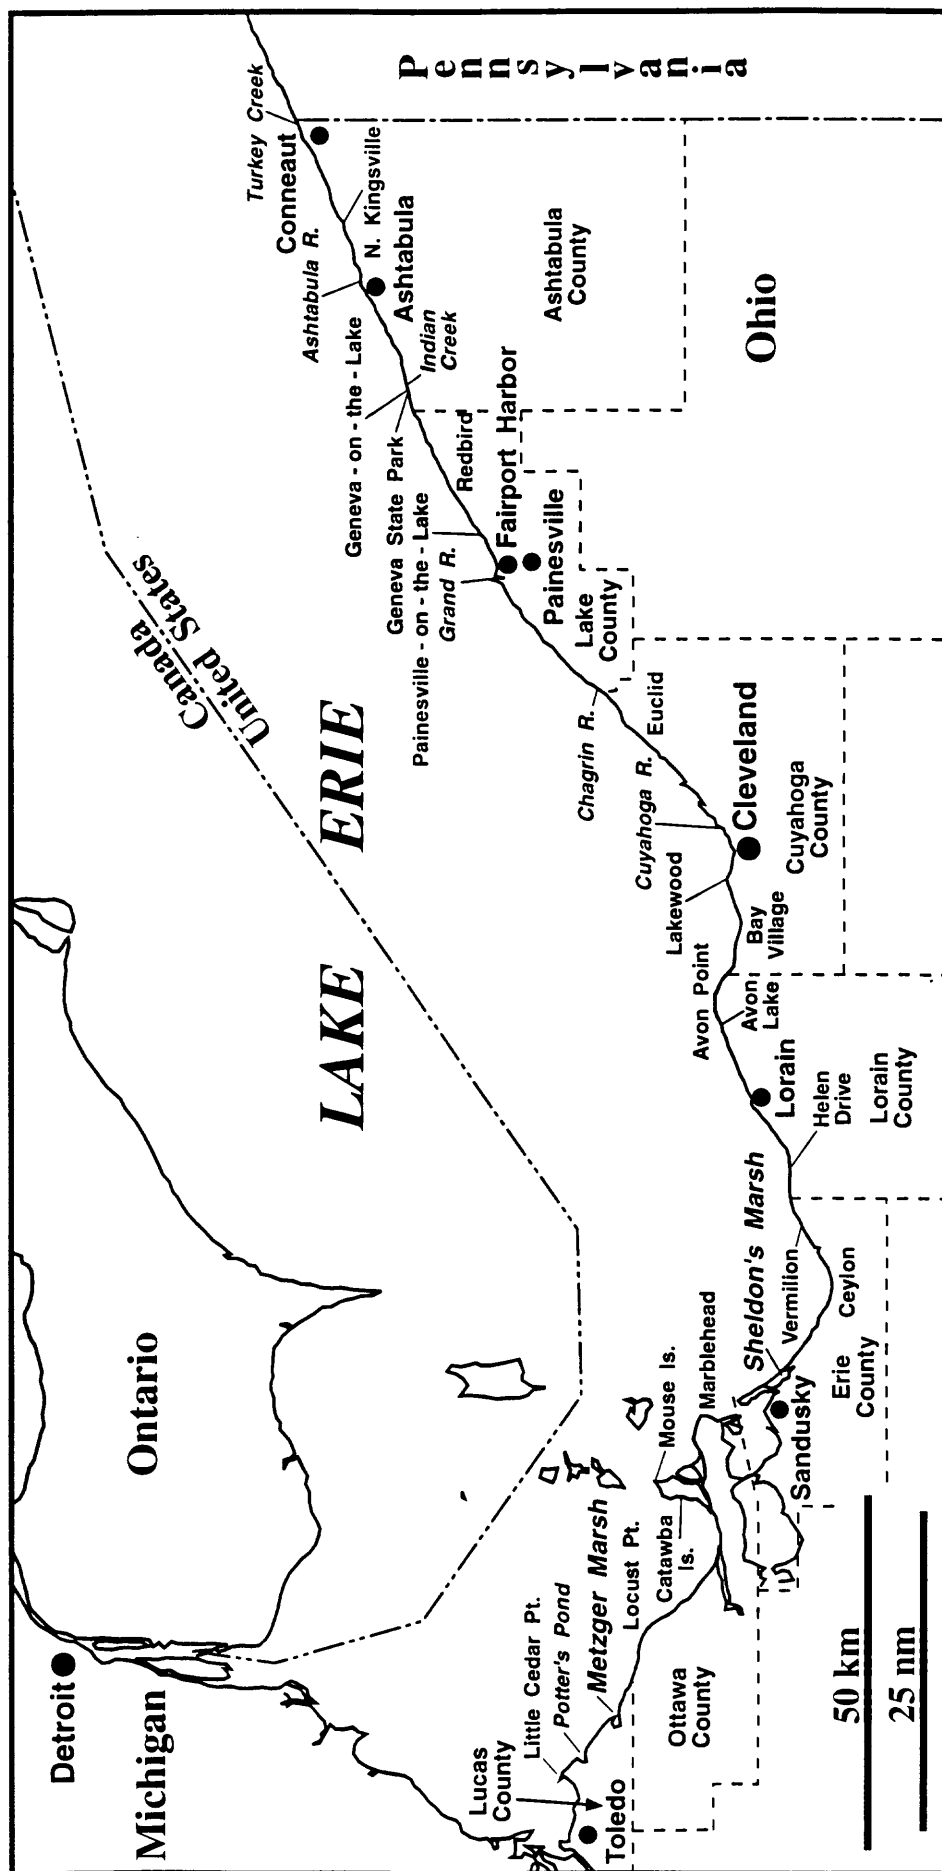 Detroit
Michigan
Ontario
Canada
United States
LAKE ERIE
Pennsylvania
Ohio
Turkey Creek
Conneaut
Ashtabula R.
N. Kingsville
Ashtabula
Geneva - on - the - Lake
Indian
Creek
Geneva State Park
Ashtabula
County
Redbird
Painesville - on - the - Lake
Grand R.
Fairport Harbor
Painesville
Lake
County
Chagrin R.
Euclid
Cuyahoga R.
Cleveland
Cuyahoga
County
Lakewood
Bay
Village
Avon Point
Avon
Lake
Lorain
Helen
Drive
Lorain
County
Sheldon's Marsh
Vermilion
Ceylon
Erie
County
Sandusky
Marblehead
Mouse Is.
Catawba
Is.
Locust Pt.
Metzger Marsh
Potter's Pond
Little Cedar Pt.
Ottawa
County
Lucas
County
Toledo
50 km
25 nm